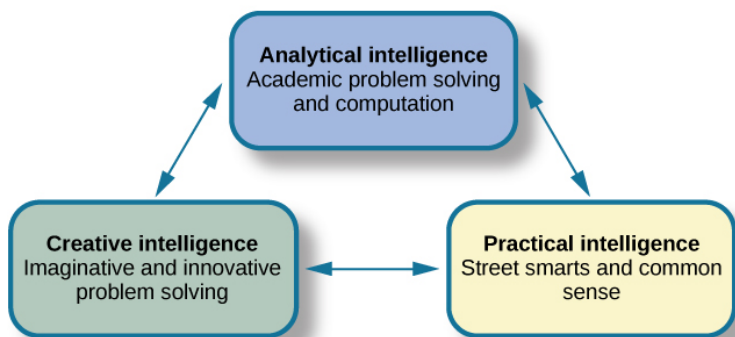 Analytical intelligence
Academic problem solving
and computation
Creative intelligence
Imaginative and innovative
problem solving
Practical intelligence
Street smarts and common
sense